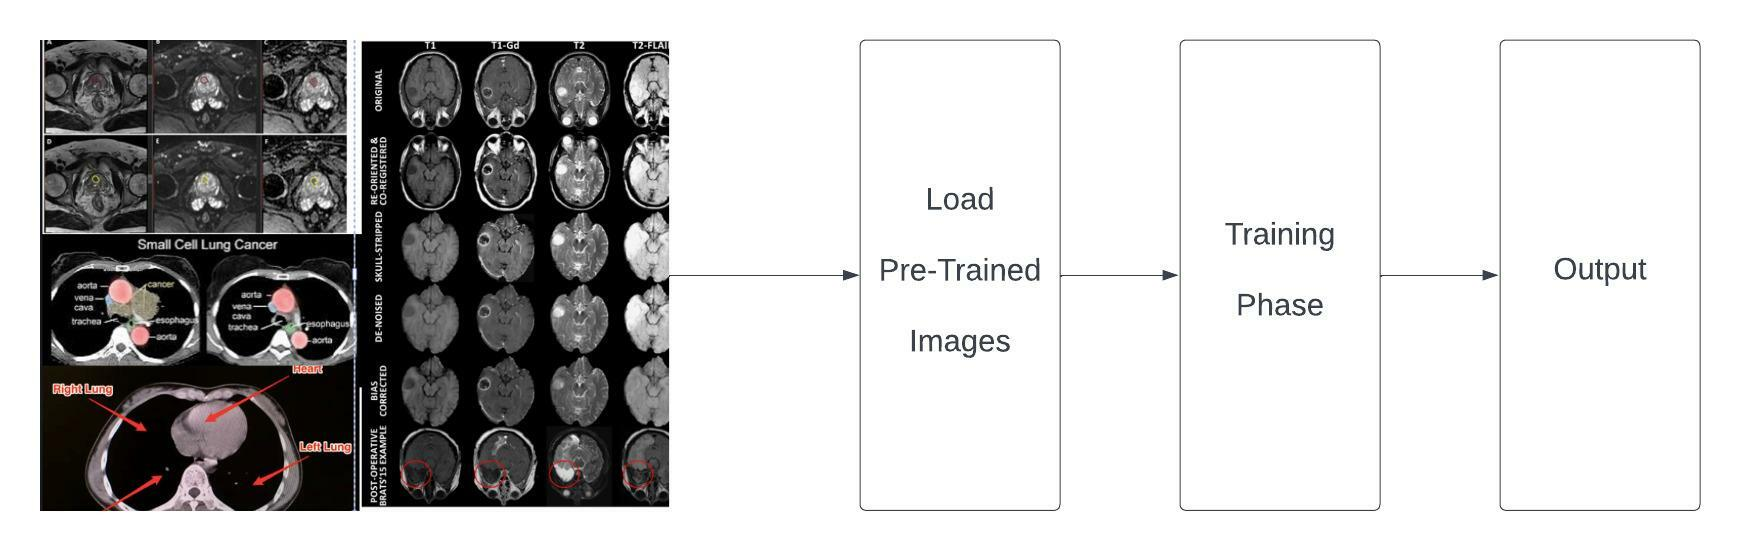 A B C
D E F
Small Cell Lung Cancer
aorta
cancer
vena
cava
trachea
esophagus
aorta
aorta
vena
cava
trachea
esophagus
aorta
Heart
Right Lung
Left Lung
T1 T1-Gd T2 T2-FLAI
ORIGINAL
RE-ORIENTED &
CO-REGISTERED
SKULL-STRIPPED
DE-NOISED
BIAS
CORRECTED
POST-OPERATIVE
BRATS'15 EXAMPLE
Load
Pre-Trained
Images
Training
Phase
Output